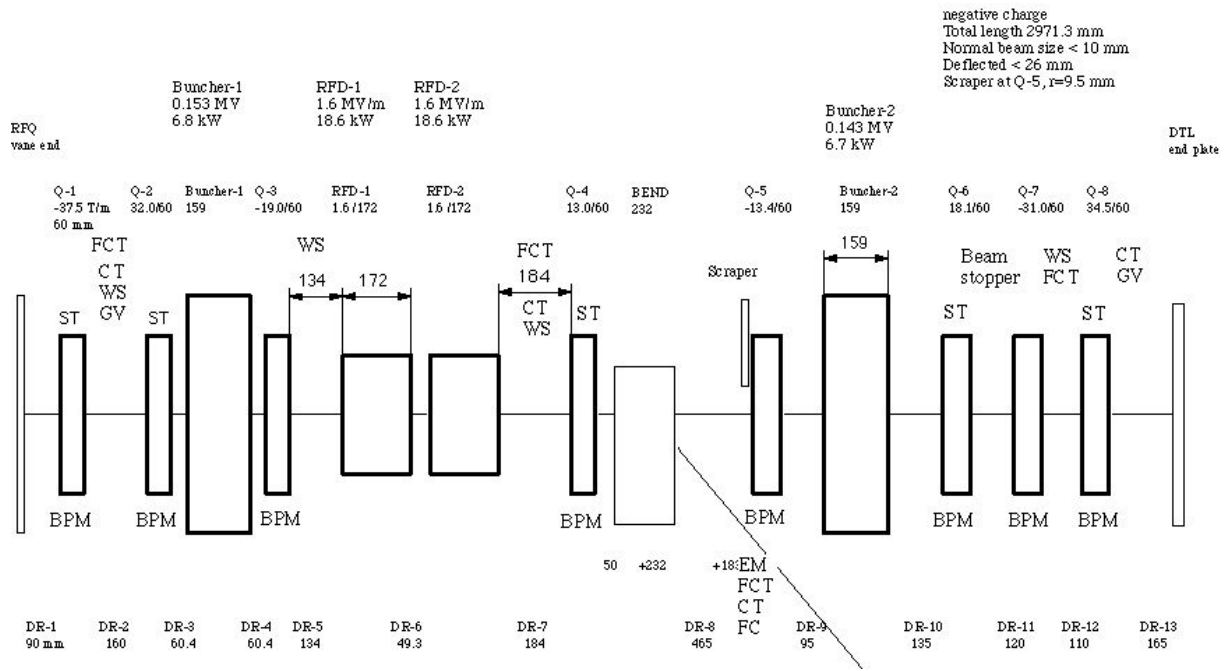 negative charge
Total length 2971.3 mm
Normal beam size < 10 mm
Deflected < 26 mm
Scraper at Q-5, r=9.5 mm
Buncher-1
0.153 MV
6.8 kW
RFD-1
1.6 MV/m
18.6 kW
RFD-2
1.6 MV/m
18.6 kW
Buncher-2
0.143 MV
6.7 kW
RFQ
vane end
DTL
end plate
Q-1
-37.5 T/m
60 mm
Q-2
32.0/60
Buncher-1
159
Q-3
-19.0/60
RFD-1
1.6 /172
RFD-2
1.6 /172
Q-4
13.0/60
BEND
232
Q-5
-13.4/60
Buncher-2
159
Q-6
18.1/60
Q-7
-31.0/60
Q-8
34.5/60
FCT
CT
WS
GV
WS
134
172
FCT
184
CT
WS
Scraper
159
Beam
stopper
WS
FCT
CT
GV
ST
ST
ST
ST
ST
BPM
BPM
BPM
BPM
BPM
BPM
BPM
BPM
50
+232
EM
FCT
CT
FC
DR-1
90 mm
DR-2
160
DR-3
60.4
DR-4
60.4
DR-5
134
DR-6
49.3
DR-7
184
DR-8
465
DR-9
95
DR-10
135
DR-11
120
DR-12
110
DR-13
165